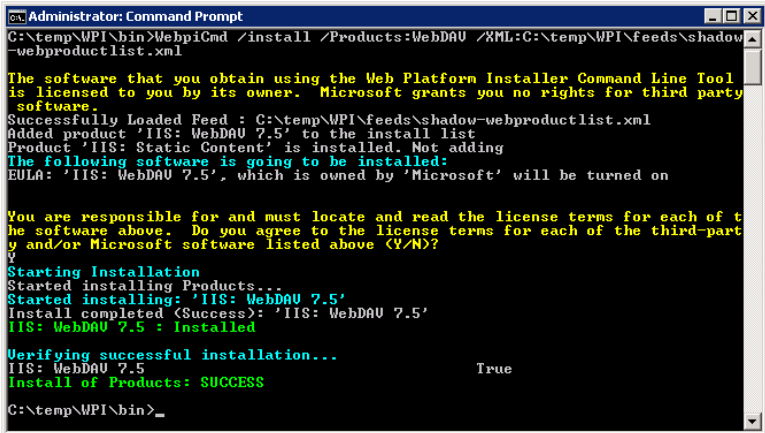 Administrator: Command Prompt
C:\temp\WPI\bin>WebpiCmd /install /Products:WebDAV /XML:C:\temp\WPI\feeds\shadow
-webproductlist.xml
The software that you obtain using the Web Platform Installer Command Line Tool
is licensed to you by its owner.  Microsoft grants you no rights for third party
 software.
Successfully Loaded Feed : C:\temp\WPI\feeds\shadow-webproductlist.xml
Added product 'IIS: WebDAV 7.5' to the install list
Product 'IIS: Static Content' is installed. Not adding
The following software is going to be installed:
EULA: 'IIS: WebDAV 7.5', which is owned by 'Microsoft' will be turned on
You are responsible for and must locate and read the license terms for each of t
he software above.  Do you agree to the license terms for each of the third-part
y and/or Microsoft software listed above (Y/N)?
Y
Starting Installation
Started installing Products...
Started installing: 'IIS: WebDAV 7.5'
Install completed (Success): 'IIS: WebDAV 7.5'
IIS: WebDAV 7.5 : Installed
Verifying successful installation...
IIS: WebDAV 7.5                                        True
Install of Products: SUCCESS
C:\temp\WPI\bin>_